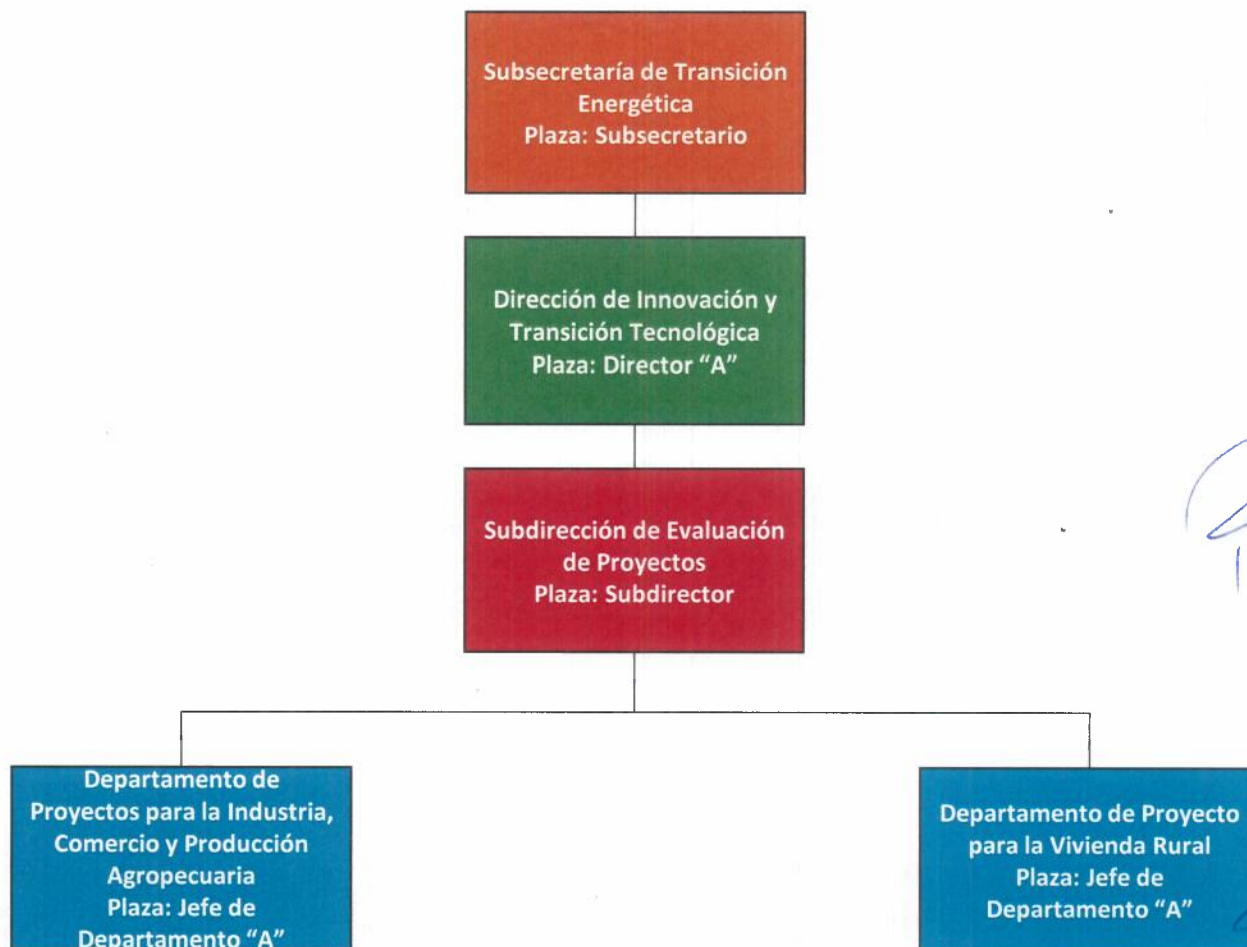 Subsecretaría de Transición
Energética
Plaza: Subsecretario
Dirección de Innovación y
Transición Tecnológica
Plaza: Director “A”
Subdirección de Evaluación
de Proyectos
Plaza: Subdirector
Departamento de
Proyectos para la Industria,
Comercio y Producción
Agropecuaria
Plaza: Jefe de
Departamento “A”
Departamento de Proyecto
para la Vivienda Rural
Plaza: Jefe de
Departamento “A”